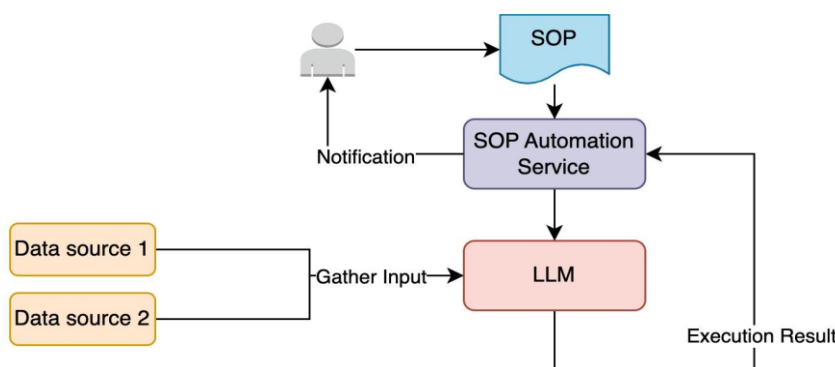 SOP
SOP Automation
Service
Notification
Data source 1
Gather Input
LLM
Data source 2
Execution Result